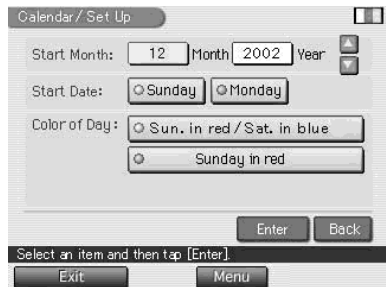 Calendar/ Set Up
Start Month: 12 Month 2002 Year
Start Date: Sunday Monday
Color of Day: Sun. in red / Sat. in blue
Sunday in red
Enter Back
Select an item and then tap [Enter].
Exit Menu